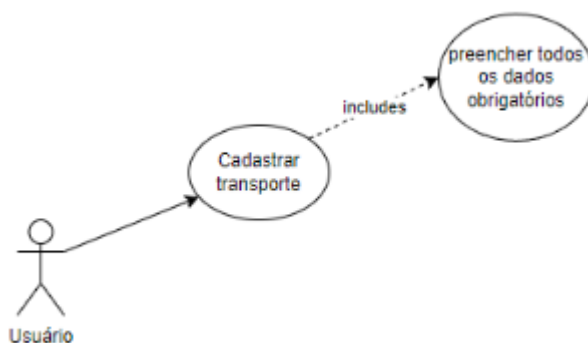 preencher todos
os dados
obrigatórios
includes
Cadastrar
transporte
Usuário